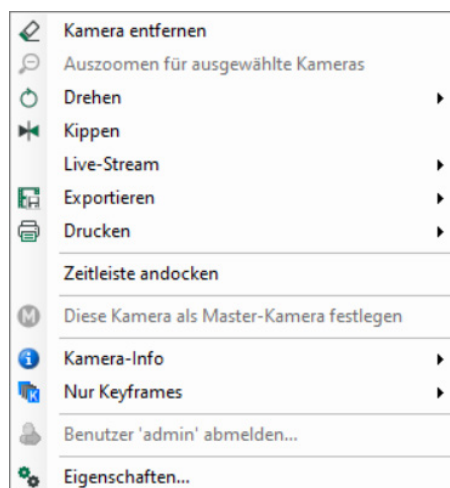 Kamera entfernen
Auszoomen für ausgewählte Kameras
Drehen
Kippen
Live-Stream
Exportieren
Drucken
Zeitleiste andocken
M Diese Kamera als Master-Kamera festlegen
i Kamera-Info
K Nur Keyframes
Benutzer 'admin' abmelden...
Eigenschaften...